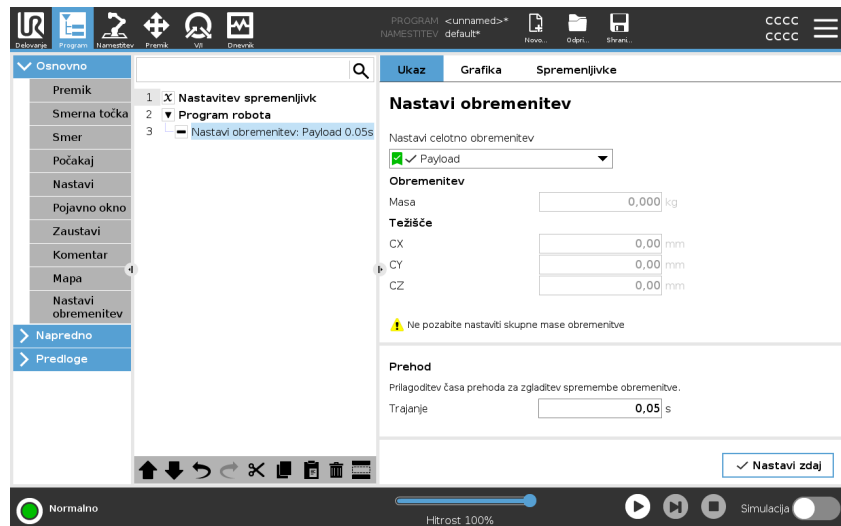 PROGRAM <unnamed>*
NAMESTITEV default*
UR
Delovanje Program Namestitev Premik V/I Dnevnik Novo... Odpri... Shrani...
CCCC
CCCC
Osnovno
Premik
Smerna točka
Smer
Počakaj
Nastavi
Pojavno okno
Zaustavi
Komentar
Mapa
Nastavi
obremenitev
Napredno
Predloge
1 X Nastavitev spremenljivk
2 Program robota
3 Nastavi obremenitev: Payload 0.05s
Ukaz Grafika Spremenljivke
Nastavi obremenitev
Nastavi celotno obremenitev
Payload
Obremenitev
Masa 0,000 kg
Težišče
CX 0,00 mm
CY 0,00 mm
CZ 0,00 mm
Ne pozabite nastaviti skupne mase obremenitve
Prehod
Prilagoditev časa prehoda za zgladitev spremembe obremenitve.
Trajanje 0,05 s
Nastavi zdaj
Normalno
Hitrost 100%
Simulacija